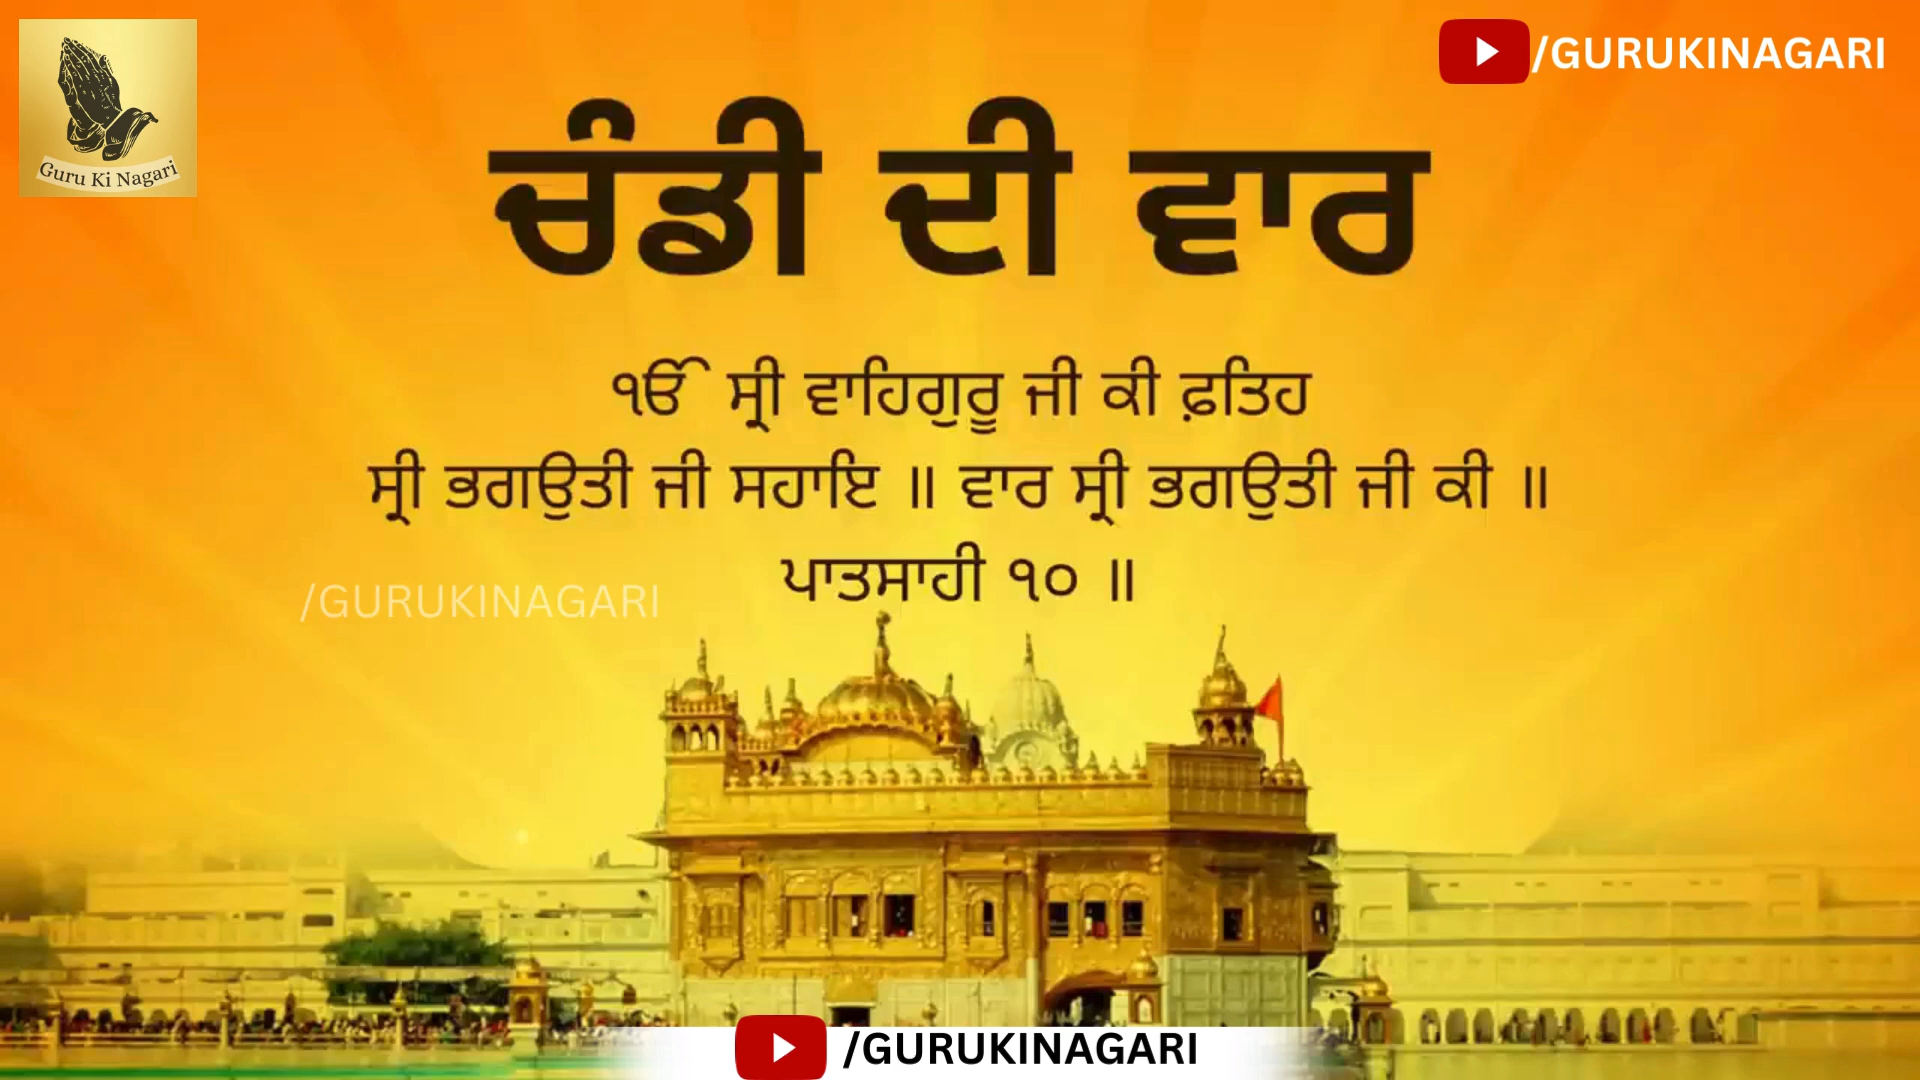 Guru Ki Nagari
/GURUKINAGARI
ਚੰਡੀ ਦੀ ਵਾਰ
ੴ ਸ੍ਰੀ ਵਾਹਿਗੁਰੂ ਜੀ ਕੀ ਫ਼ਤਿਹ
ਸ੍ਰੀ ਭਗਉਤੀ ਜੀ ਸਹਾਇ ॥ ਵਾਰ ਸ੍ਰੀ ਭਗਉਤੀ ਜੀ ਕੀ ॥
ਪਾਤਸਾਹੀ ੧੦ ॥
/GURUKINAGARI
/GURUKINAGARI